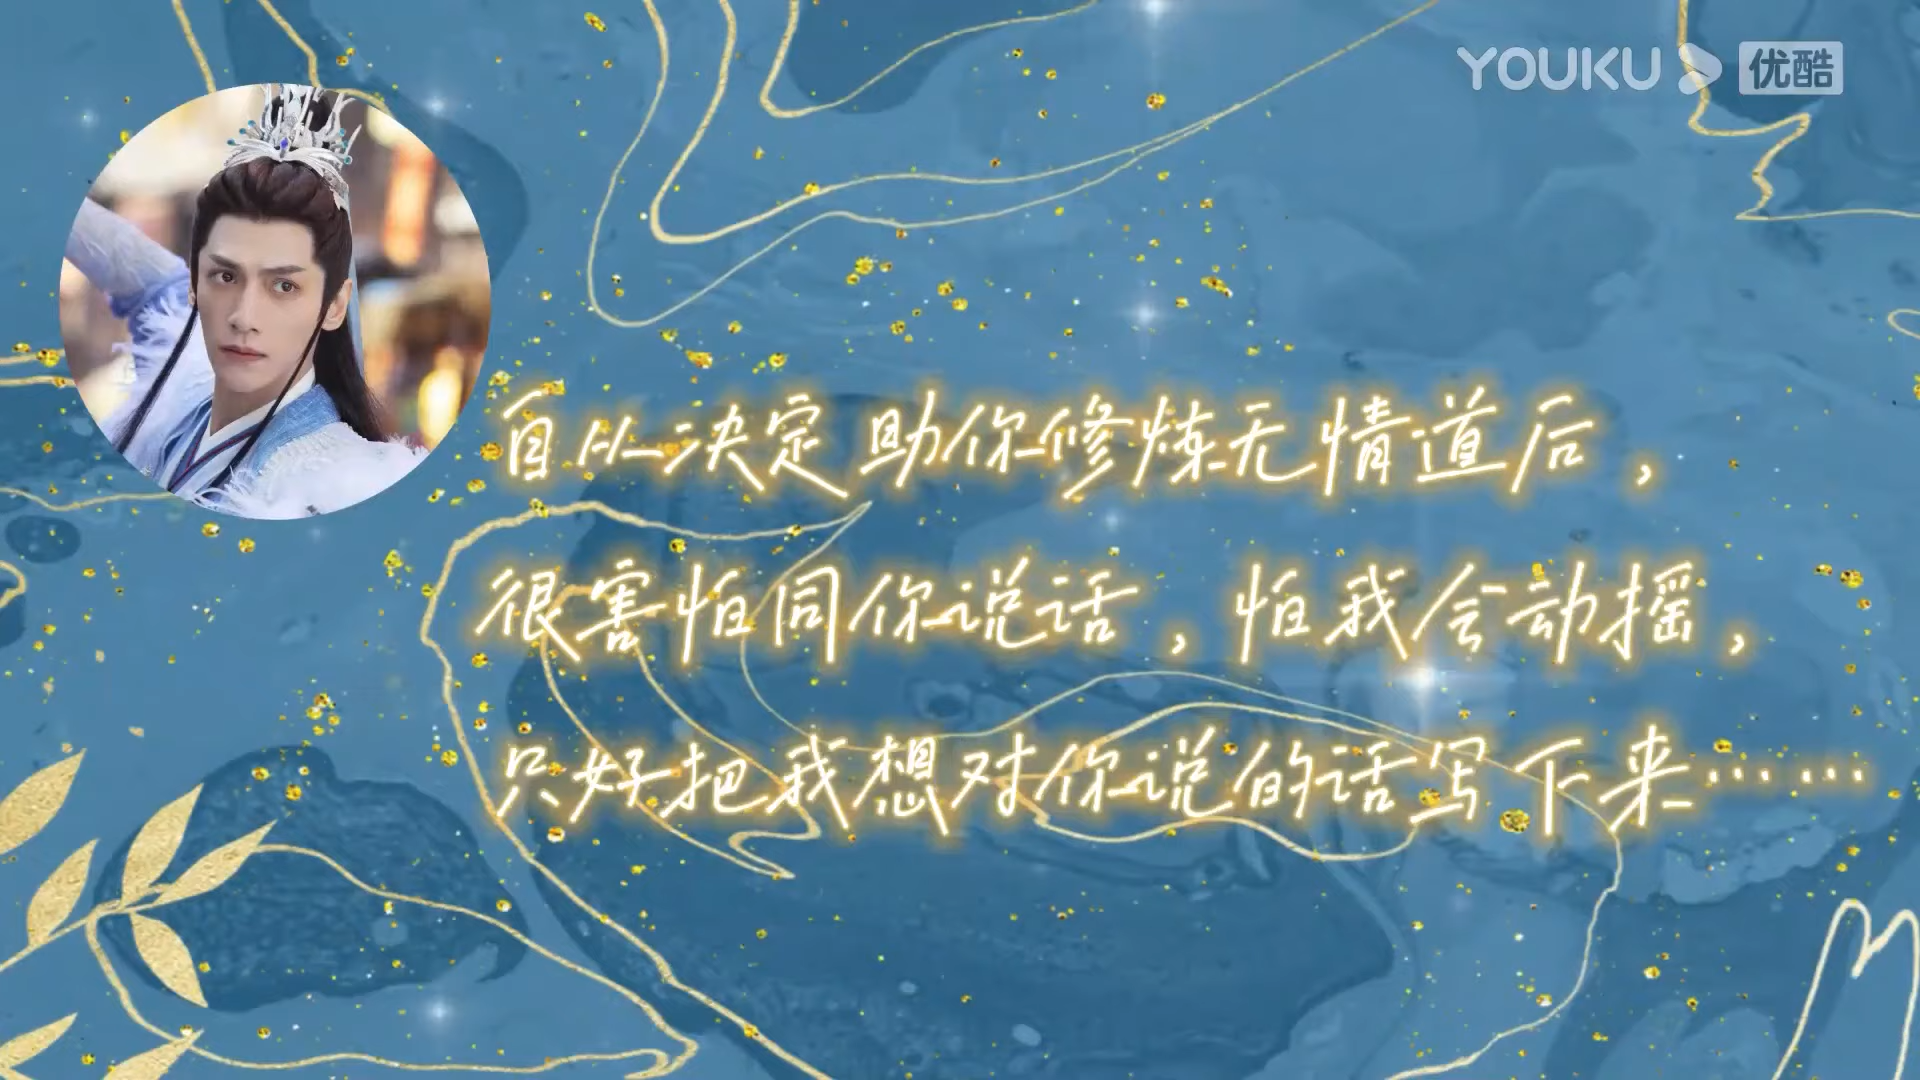 YOUKU 优酷
自从决定助你修炼无情道后，
很害怕同你说话，怕我会动摇，
只好把我想对你说的话写下来……